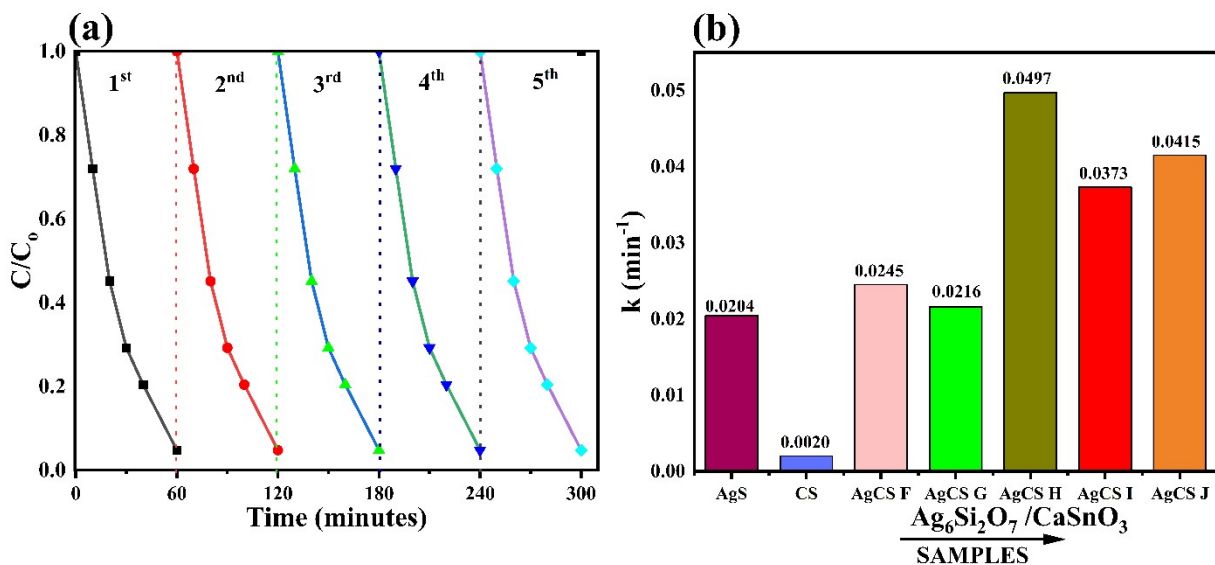 (a)
C/Co
1.0
0.8
0.6
0.4
0.2
0.0
1st
2nd
3rd
4th
5th
0
60
120
180
240
300
Time (minutes)
(b)
k (min-1)
0.05
0.04
0.03
0.02
0.01
0.00
0.0204
0.0020
0.0245
0.0216
0.0497
0.0373
0.0415
AgS
CS
AgCS F
AgCS G
AgCS H
AgCS I
AgCS J
Ag6Si2O7 /CaSnO3
SAMPLES